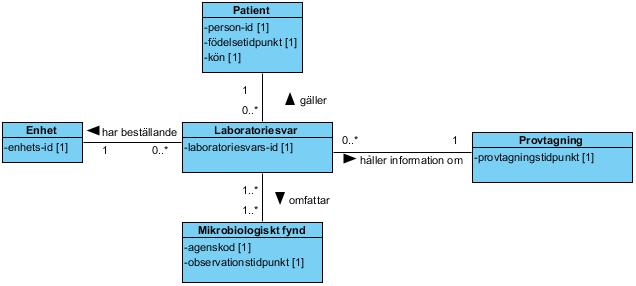 Patient
-person-id [1]
-födelsetidpunkt [1]
-kön [1]
1
gäller
0..*
Enhet
-enhets-id [1]
har beställande
1
0..*
Laboratoriesvar
-laboratoriesvars-id [1]
0..*
1
håller information om
Provtagning
-provtagningstidpunkt [1]
1..*
omfattar
1..*
Mikrobiologiskt fynd
-agenskod [1]
-observationstidpunkt [1]